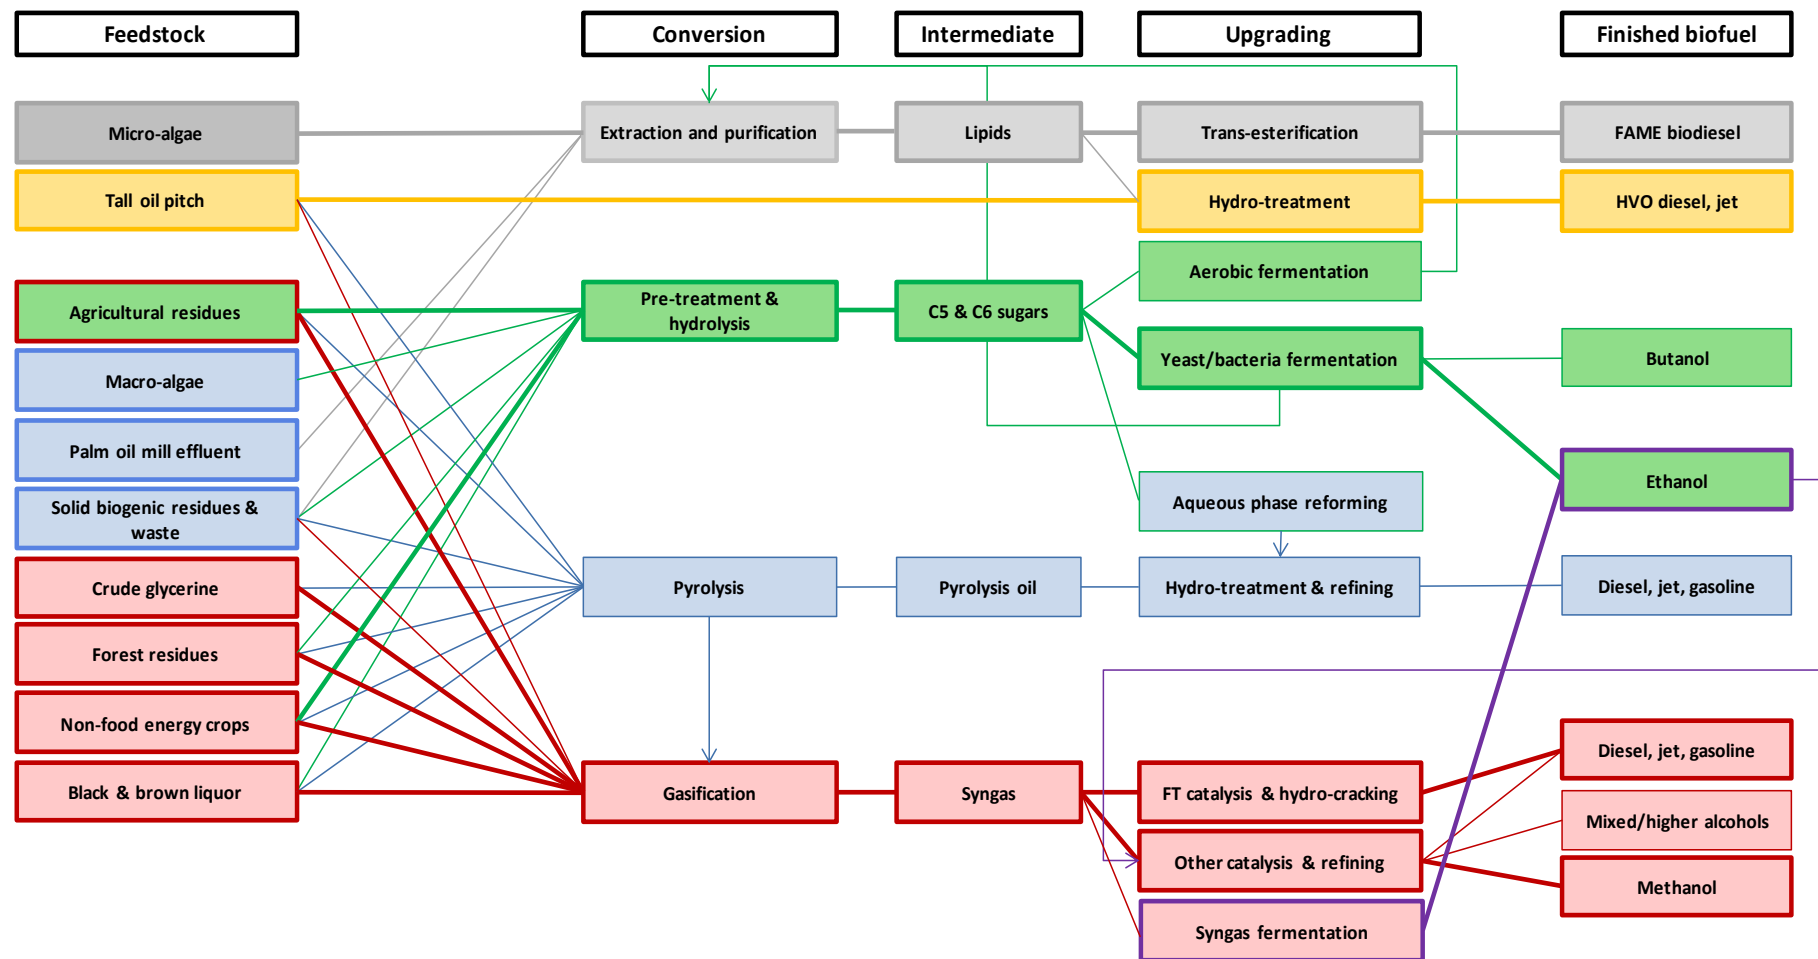 Feedstock
Conversion
Intermediate
Upgrading
Finished biofuel
Micro-algae
Extraction and purification
Lipids
Trans-esterification
FAME biodiesel
Tall oil pitch
Hydro-treatment
HVO diesel, jet
Aerobic fermentation
Agricultural residues
Pre-treatment &
hydrolysis
C5 & C6 sugars
Yeast/bacteria fermentation
Butanol
Macro-algae
Palm oil mill effluent
Ethanol
Solid biogenic residues &
waste
Aqueous phase reforming
Crude glycerine
Pyrolysis
Pyrolysis oil
Hydro-treatment & refining
Diesel, jet, gasoline
Forest residues
Non-food energy crops
Diesel, jet, gasoline
Black & brown liquor
Gasification
Syngas
FT catalysis & hydro-cracking
Mixed/higher alcohols
Other catalysis & refining
Methanol
Syngas fermentation